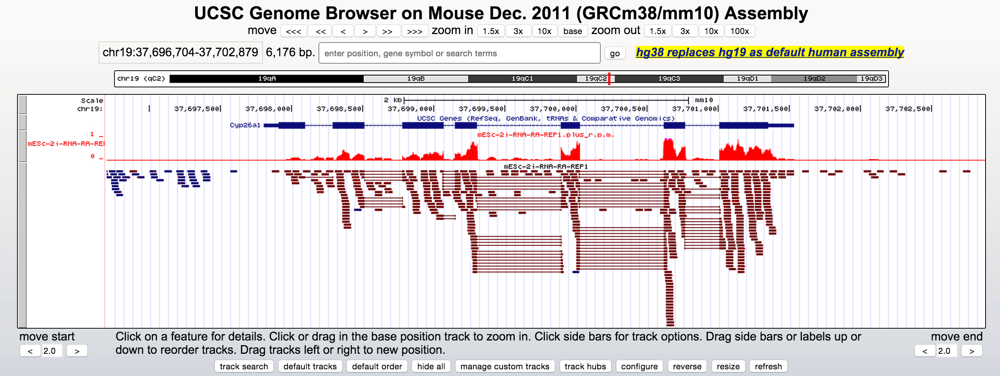 UCSC Genome Browser on Mouse Dec. 2011 (GRCm38/mm10) Assembly
move <<< << < > >> >>> zoom in 1.5x 3x 10x base zoom out 1.5x 3x 10x 100x
chr19:37,696,704-37,702,879 6,176 bp. enter position, gene symbol or search terms go hg38 replaces hg19 as default human assembly
chr19 (qC2) 19qA 19qB 19qC1 19qC2 19qC3 19qD1 19qD2 19qD3
Scale 2 kb mm10
chr19: 37,697,500 37,698,000 37,698,500 37,699,000 37,699,500 37,700,000 37,700,500 37,701,000 37,701,500 37,702,000 37,702,500
UCSC Genes (RefSeq, GenBank, tRNAs & Comparative Genomics)
Cyp26a1
1 _ mESc-2i-RNA-RA-REP1.plus_r.p.m.
mESc-2i-RNA-RA-REI
0 _
mESc-2i-RNA-RA-REP1
move start Click on a feature for details. Click or drag in the base position track to zoom in. Click side bars for track options. Drag side bars or labels up or move end
< 2.0 > down to reorder tracks. Drag tracks left or right to new position. < 2.0 >
track search default tracks default order hide all manage custom tracks track hubs configure reverse resize refresh